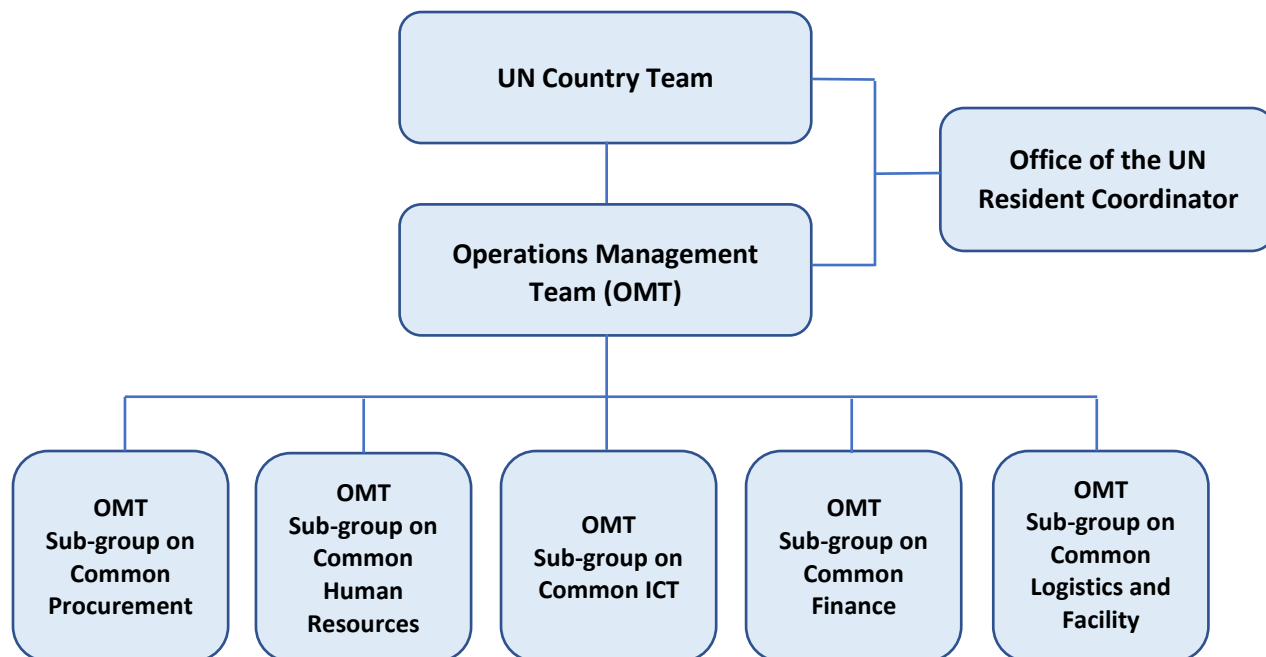 UN Country Team
Office of the UN
Resident Coordinator
Operations Management
Team (OMT)
OMT
Sub-group on
Common
Procurement
OMT
Sub-group on
Common
Human
Resources
OMT
Sub-group on
Common ICT
OMT
Sub-group on
Common
Finance
OMT
Sub-group on
Common
Logistics and
Facility